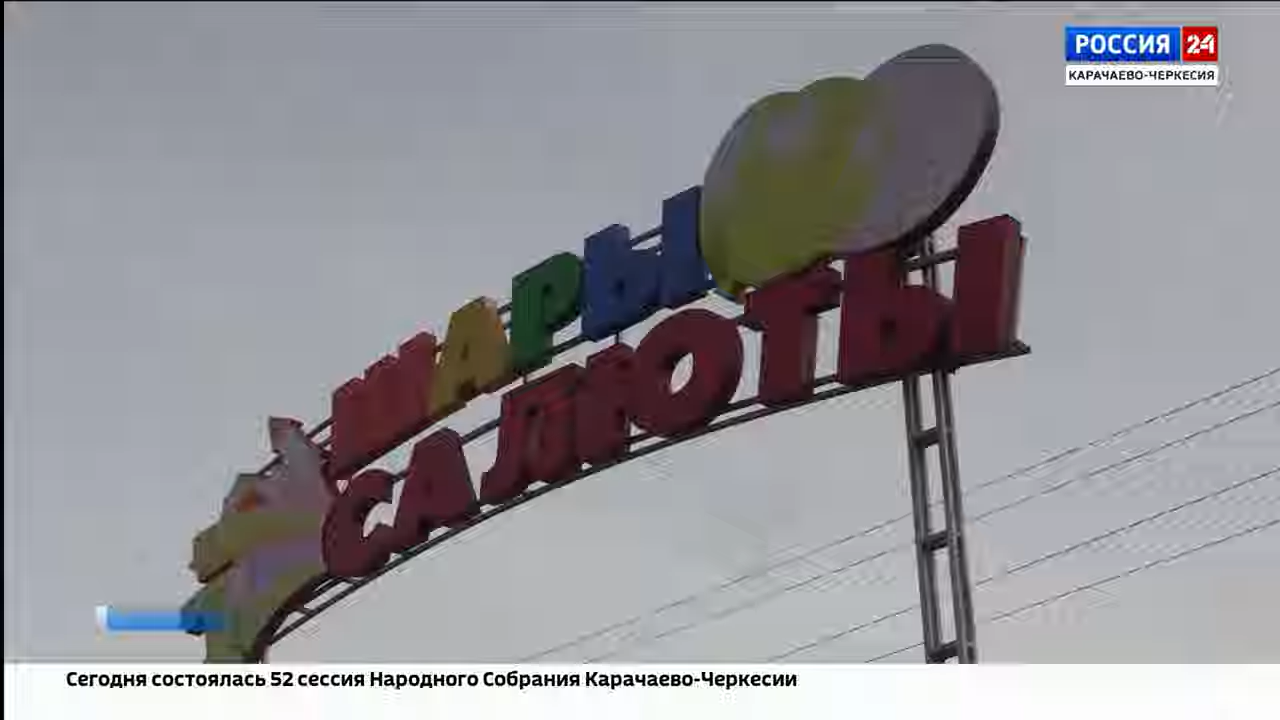 РОССИЯ 24
КАРАЧАЕВО-ЧЕРКЕСИЯ
ШАРЫ
САЛЮТЫ
Сегодня состоялась 52 сессия Народного Собрания Карачаево-Черкесии